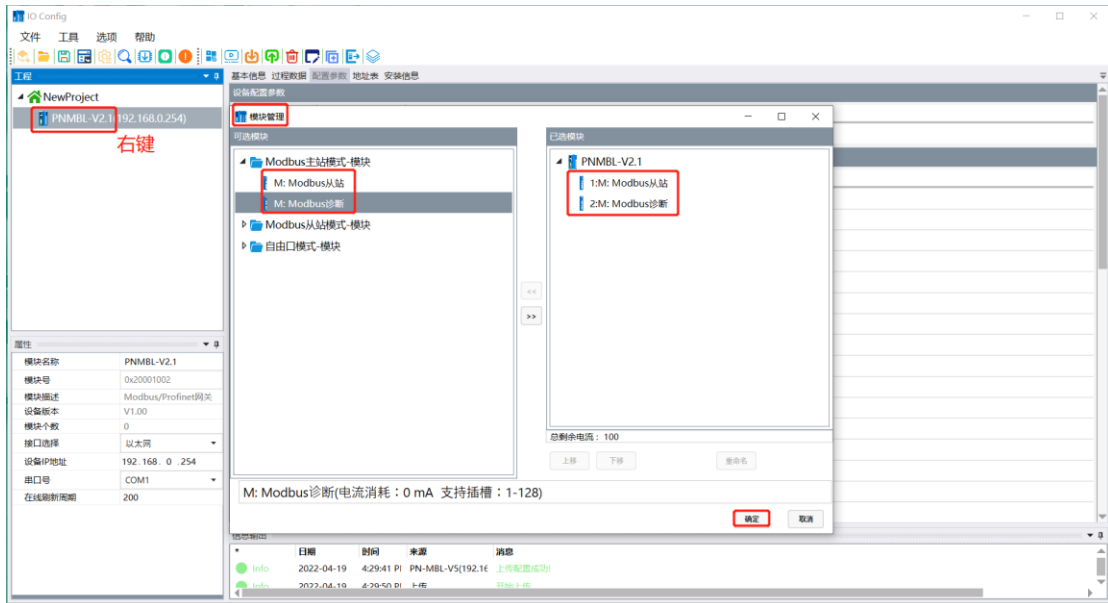 IO Config
文件 工具 选项 帮助
工程
NewProject
PNMBL-V2.1(192.168.0.254)
右键
基本信息 过程数据 配置参数 地址表 安装信息
设备配置参数
模块管理
可选模块
Modbus主站模式-模块
M: Modbus从站
M: Modbus诊断
Modbus从站模式-模块
自由口模式-模块
<<
>>
已选模块
PNMBL-V2.1
1:M: Modbus从站
2:M: Modbus诊断
总剩余电流: 100
上移 下移 重命名
M: Modbus诊断(电流消耗：0 mA 支持插槽：1-128)
确定 取消
属性
模块名称 PNMBL-V2.1
模块号 0x20001002
模块描述 Modbus/Profinet网关
设备版本 V1.00
模块个数 0
接口选择 以太网
设备IP地址 192.168. 0 .254
串口号 COM1
在线刷新周期 200
信息输出
* 日期 时间 来源 消息
Info 2022-04-19 4:29:41 PI PN-MBL-V5(192.16 上传配置成功!
Info 2022-04-19 4:29:50 PI 上传 开始上传